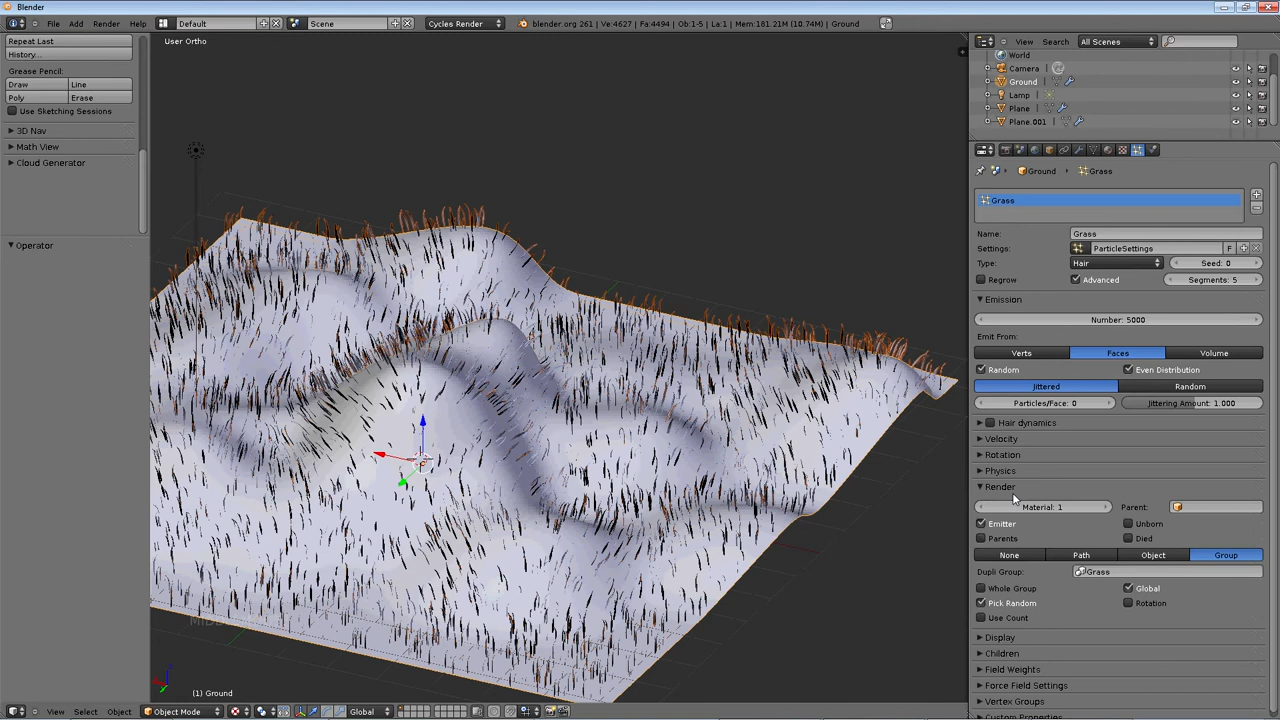 Blender
File Add Render Help
Default
Scene
Cycles Render
blender.org 261 | Ve:4627 | Fa:4494 | Ob:1-5 | La:1 | Mem:181.21M (10.74M) | Ground
Repeat Last
History...
Grease Pencil:
Draw Line
Poly Erase
Use Sketching Sessions
3D Nav
Math View
Cloud Generator
Operator
User Ortho
(1) Ground
View Select Object Object Mode Global
View Search All Scenes
World
Camera
Ground
Lamp
Plane
Plane.001
Ground Grass
Grass
Name: Grass
Settings: ParticleSettings F
Type: Hair Seed: 0
Regrow Advanced Segments: 5
Emission
Number: 5000
Emit From:
Verts Faces Volume
Random Even Distribution
Jittered Random
Particles/Face: 0 Jittering Amount: 1.000
Hair dynamics
Velocity
Rotation
Physics
Render
Material: 1 Parent:
Emitter Unborn
Parents Died
None Path Object Group
Dupli Group: Grass
Whole Group Global
Pick Random Rotation
Use Count
Display
Children
Field Weights
Force Field Settings
Vertex Groups
Custom Properties